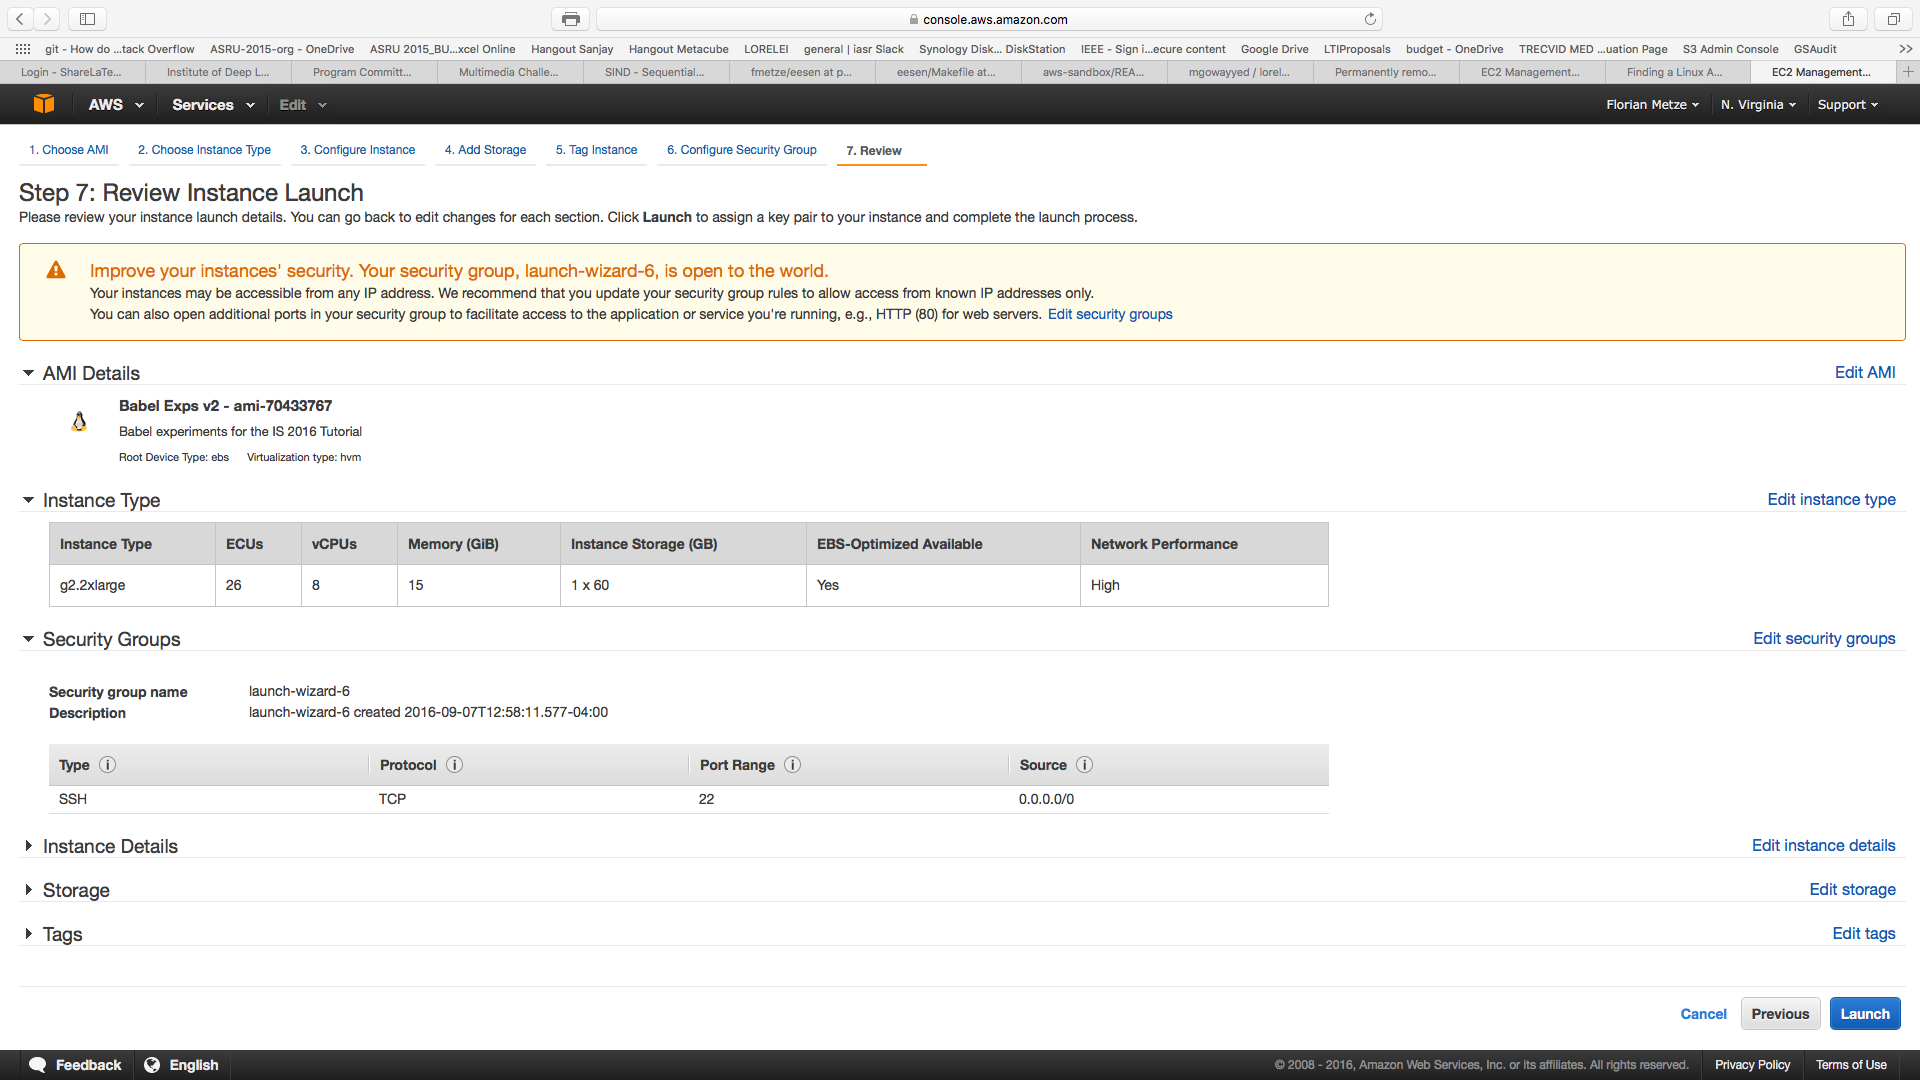 console.aws.amazon.com
git - How do ...tack Overflow ASRU-2015-org - OneDrive ASRU 2015_BU...xcel Online Hangout Sanjay Hangout Metacube LORELEI general | iasr Slack Synology Disk... DiskStation IEEE - Sign i...ecure content Google Drive LTIProposals budget - OneDrive TRECVID MED ...uation Page S3 Admin Console GSAudit >>
Login - ShareLaTe... Institute of Deep L... Program Committ... Multimedia Challe... SIND - Sequential... fmetze/eesen at p... eesen/Makefile at... aws-sandbox/REA... mgowayyed / lorel... Permanently remo... EC2 Management... Finding a Linux A... EC2 Management... +
AWS Services Edit Florian Metze N. Virginia Support
1. Choose AMI 2. Choose Instance Type 3. Configure Instance 4. Add Storage 5. Tag Instance 6. Configure Security Group 7. Review
Step 7: Review Instance Launch
Please review your instance launch details. You can go back to edit changes for each section. Click Launch to assign a key pair to your instance and complete the launch process.
Improve your instances' security. Your security group, launch-wizard-6, is open to the world.
Your instances may be accessible from any IP address. We recommend that you update your security group rules to allow access from known IP addresses only.
You can also open additional ports in your security group to facilitate access to the application or service you're running, e.g., HTTP (80) for web servers. Edit security groups
AMI Details Edit AMI
Babel Exps v2 - ami-70433767
Babel experiments for the IS 2016 Tutorial
Root Device Type: ebs Virtualization type: hvm
Instance Type Edit instance type
Instance Type ECUs vCPUs Memory (GiB) Instance Storage (GB) EBS-Optimized Available Network Performance
g2.2xlarge 26 8 15 1 x 60 Yes High
Security Groups Edit security groups
Security group name launch-wizard-6
Description launch-wizard-6 created 2016-09-07T12:58:11.577-04:00
Type i Protocol i Port Range i Source i
SSH TCP 22 0.0.0.0/0
Instance Details Edit instance details
Storage Edit storage
Tags Edit tags
Cancel Previous Launch
Feedback English © 2008 - 2016, Amazon Web Services, Inc. or its affiliates. All rights reserved. Privacy Policy Terms of Use